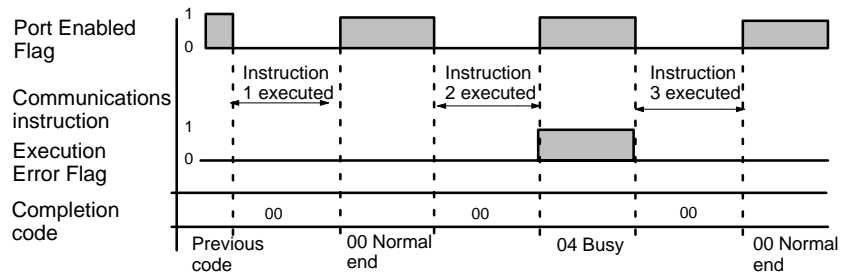 Port Enabled
Flag
1
0
Instruction
1 executed
Instruction
2 executed
Instruction
3 executed
Communications
instruction
Execution
Error Flag
1
0
Completion
code
00
00
00
Previous
code
00 Normal
end
04 Busy
00 Normal
end